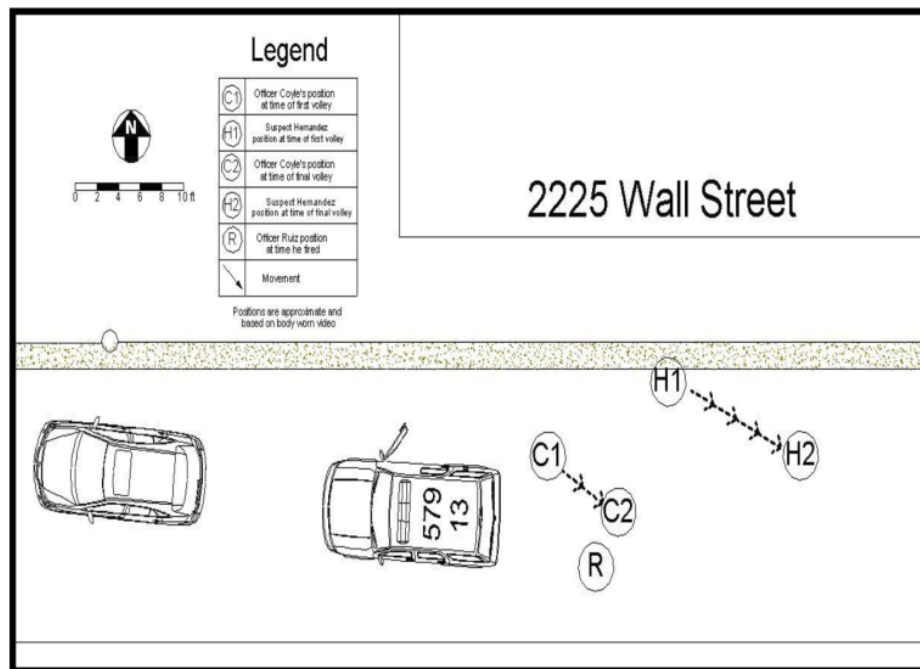 Legend
C1 Officer Coyle's position
at time of first volley
H1 Suspect Hernandez
position at time of first volley
C2 Officer Coyle's position
at time of final volley
H2 Suspect Hernandez
position at time of final volley
R Officer Ruiz position
at time he fired
Movement
Positions are approximate and
based on body worn video
N
0 2 4 6 8 10 ft
2225 Wall Street
H1
H2
C1
C2
R
579
13